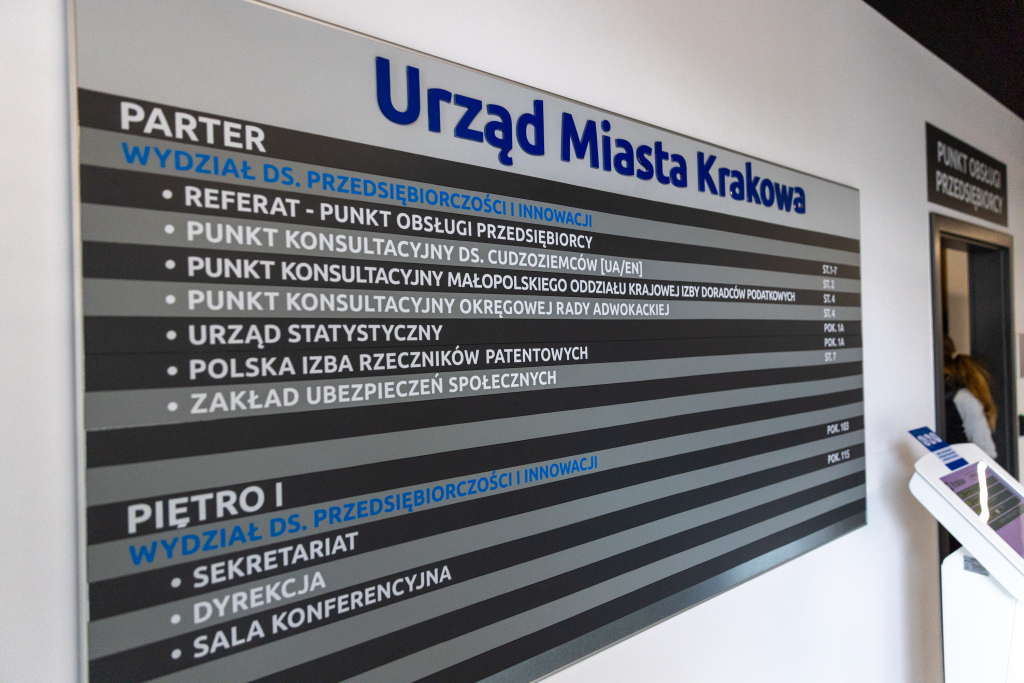 Urząd Miasta Krakowa
PARTER
WYDZIAŁ DS. PRZEDSIĘBIORCZOŚCI I INNOWACJI
• REFERAT - PUNKT OBSŁUGI PRZEDSIĘBIORCY ST.1-7
• PUNKT KONSULTACYJNY DS. CUDZOZIEMCÓW [UA/EN] ST. 2
• PUNKT KONSULTACYJNY MAŁOPOLSKIEGO ODDZIAŁU KRAJOWEJ IZBY DORADCÓW PODATKOWYCH ST. 4
• PUNKT KONSULTACYJNY OKRĘGOWEJ RADY ADWOKACKIEJ ST. 4
• URZĄD STATYSTYCZNY POK. 1A
• POLSKA IZBA RZECZNIKÓW PATENTOWYCH POK. 1A
• ZAKŁAD UBEZPIECZEŃ SPOŁECZNYCH ST. 7
PIĘTRO I
WYDZIAŁ DS. PRZEDSIĘBIORCZOŚCI I INNOWACJI
• SEKRETARIAT POK. 103
• DYREKCJA
• SALA KONFERENCYJNA POK. 115
PUNKT OBSŁUGI
PRZEDSIĘBIORCY